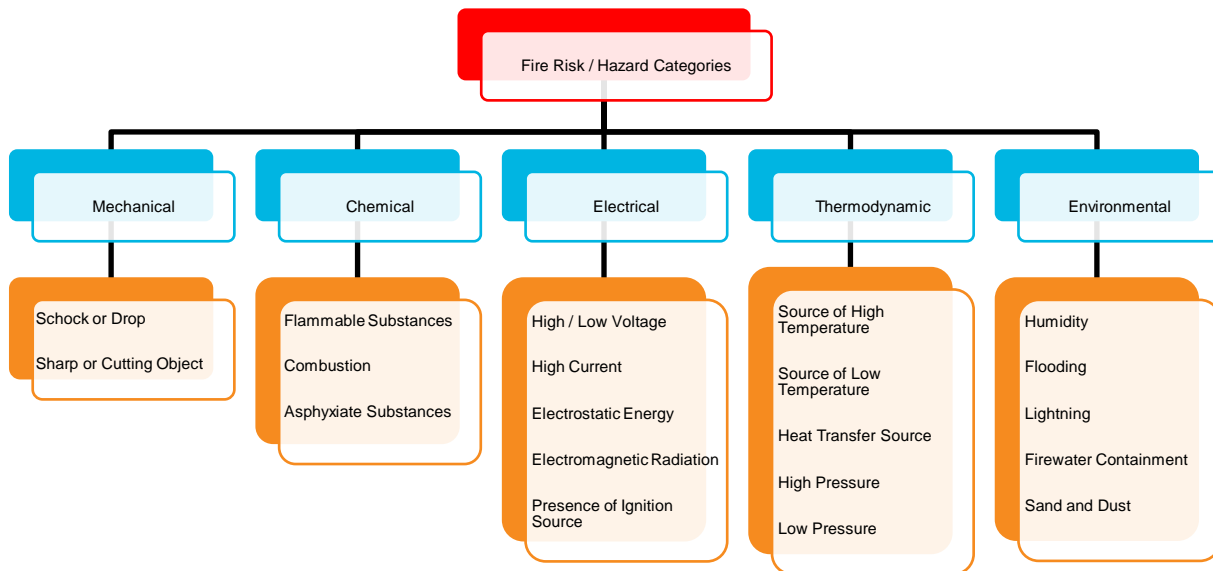 Fire Risk / Hazard Categories
Mechanical
Chemical
Electrical
Thermodynamic
Environmental
Schock or Drop
Sharp or Cutting Object
Flammable Substances
Combustion
Asphyxiate Substances
High / Low Voltage
High Current
Electrostatic Energy
Electromagnetic Radiation
Presence of Ignition
Source
Source of High
Temperature
Source of Low
Temperature
Heat Transfer Source
High Pressure
Low Pressure
Humidity
Flooding
Lightning
Firewater Containment
Sand and Dust